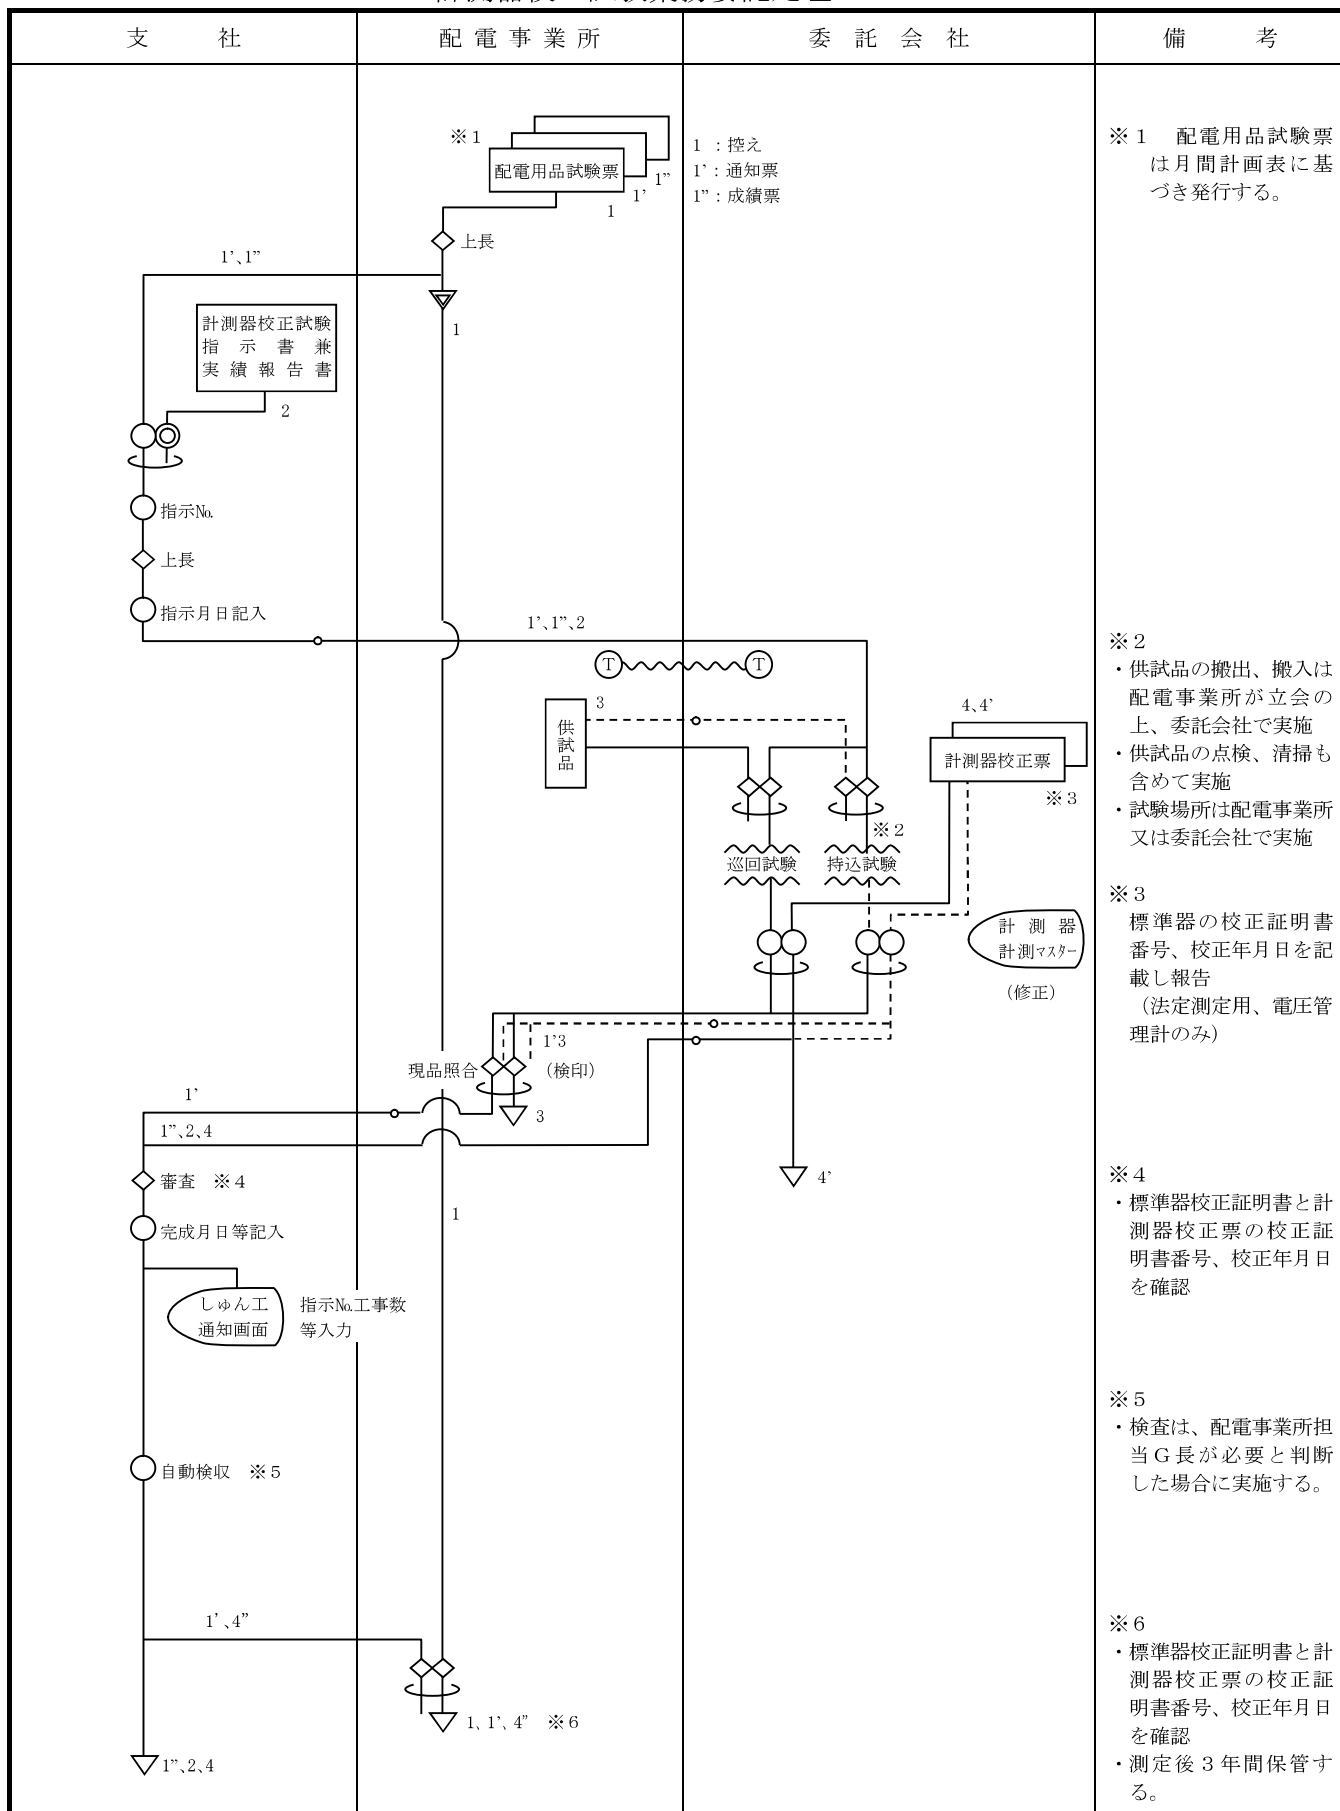 支　社
配電事業所
委託会社
備　考
※1
配電用品試験票
1”
1’
1
1　：控え
1’：通知票
1”：成績票
※1　配電用品試験票
は月間計画表に基
づき発行する。
上長
1’、1”
1
計測器校正試験
指示書兼
実績報告書
2
指示№
上長
指示月日記入
1’、1”、2
T
T
供試品
3
4、4’
計測器校正票
※3
※2
巡回試験
持込試験
計測器
計測マスター
（修正）
※2
・供試品の搬出、搬入は
配電事業所が立会の
上、委託会社で実施
・供試品の点検、清掃も
含めて実施
・試験場所は配電事業所
又は委託会社で実施
※3
標準器の校正証明書
番号、校正年月日を記
載し報告
（法定測定用、電圧管
理計のみ）
1’3
現品照合
（検印）
3
1’
1”、2、4
4’
審査　※4
1
完成月日等記入
しゅん工
通知画面
指示№工事数
等入力
※4
・標準器校正証明書と計
測器校正票の校正証
明書番号、校正年月日
を確認
自動検収　※5
※5
・検査は、配電事業所担
当G長が必要と判断
した場合に実施する。
1’、4”
1、1’、4”　※6
1”、2、4
※6
・標準器校正証明書と計
測器校正票の校正証
明書番号、校正年月日
を確認
・測定後３年間保管す
る。